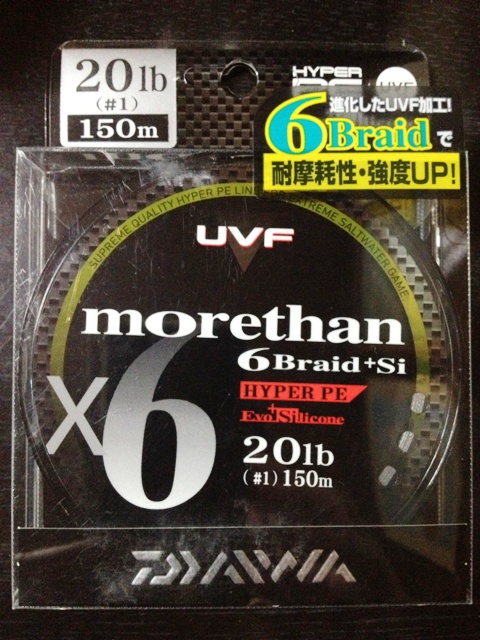 20 lb
(#1)
150m
HYPER
UVF
進化したUVF加工!
6Braidで
耐摩耗性・強度UP!
SUPREME QUALITY HYPER PE LINE EXTREME SALTWATER GAME
UVF
morethan
6Braid+Si
X6
HYPER PE
Evo+Silicone
20lb
(#1) 150m
DAIWA